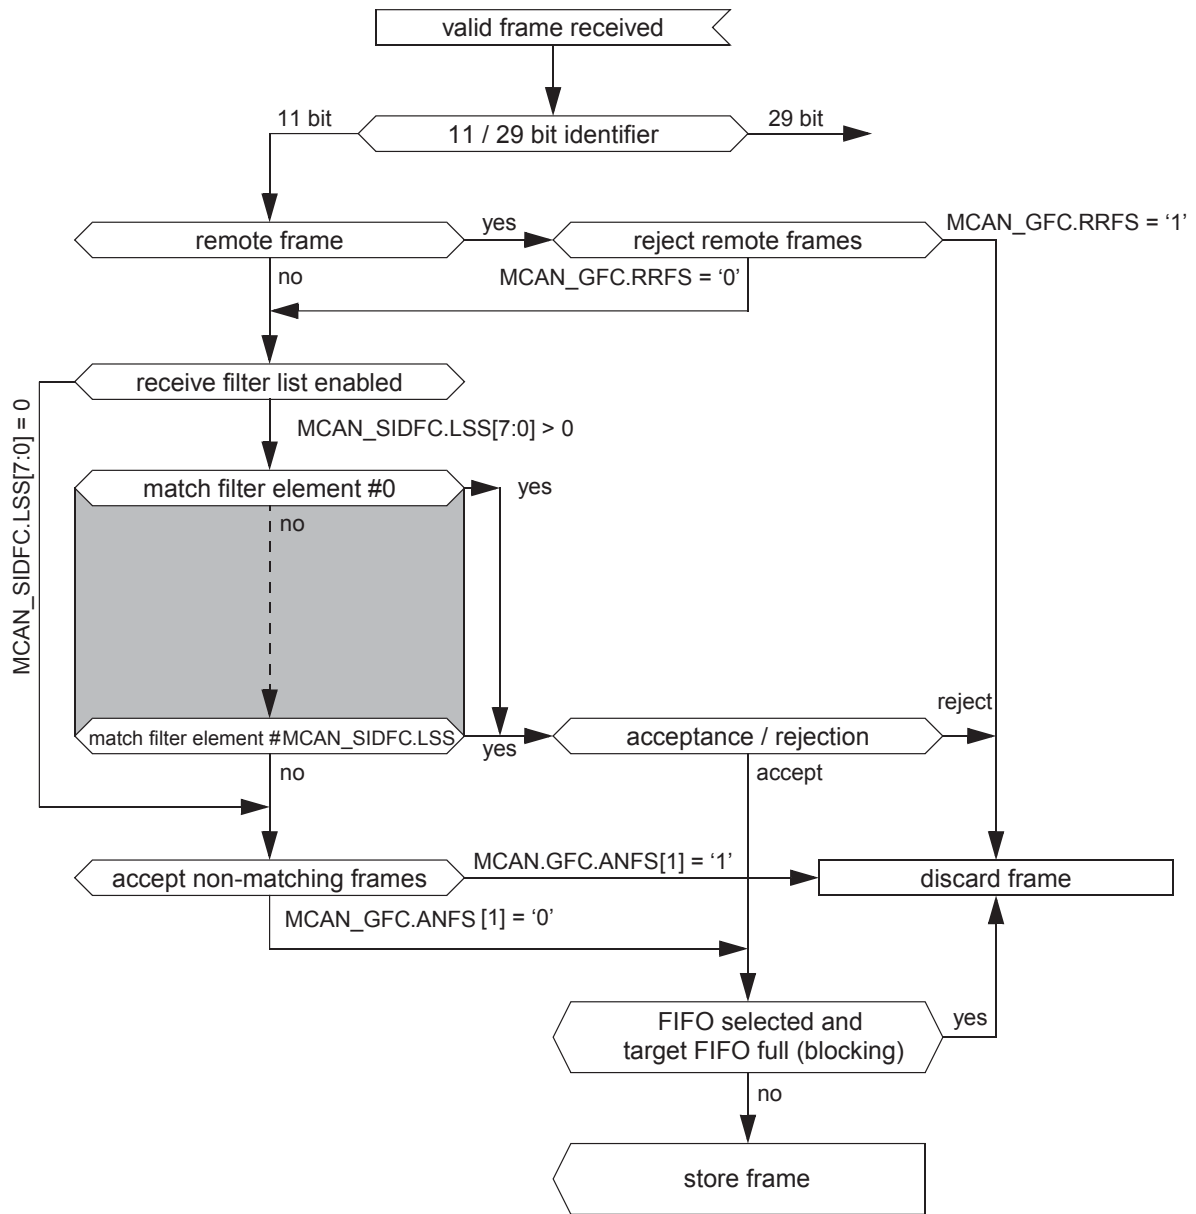 valid frame received
11 bit
11 / 29 bit identifier
29 bit
remote frame
yes
reject remote frames
MCAN_GFC.RRFS = ‘1’
no
MCAN_GFC.RRFS = ‘0’
receive filter list enabled
MCAN_SIDFC.LSS[7:0] = 0
MCAN_SIDFC.LSS[7:0] > 0
match filter element #0
yes
no
match filter element #MCAN_SIDFC.LSS
yes
acceptance / rejection
reject
no
accept
accept non-matching frames
MCAN.GFC.ANFS[1] = ‘1’
discard frame
MCAN_GFC.ANFS [1] = ‘0’
FIFO selected and
target FIFO full (blocking)
yes
no
store frame